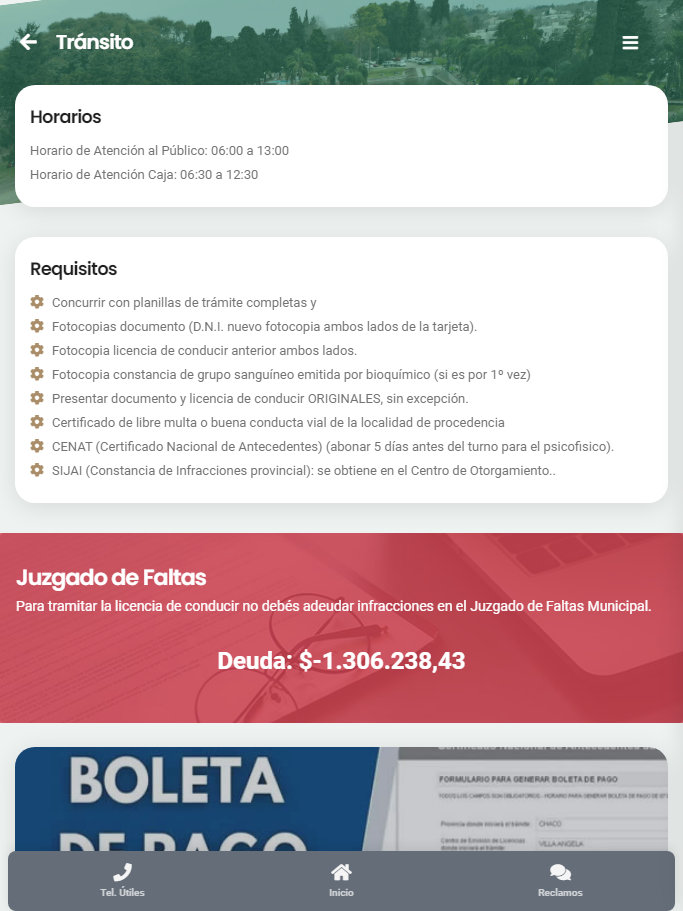 Tránsito
Horarios
Horario de Atención al Público: 06:00 a 13:00
Horario de Atención Caja: 06:30 a 12:30
Requisitos
Concurrir con planillas de trámite completas y
Fotocopias documento (D.N.I. nuevo fotocopia ambos lados de la tarjeta).
Fotocopia licencia de conducir anterior ambos lados.
Fotocopia constancia de grupo sanguíneo emitida por bioquímico (si es por 1º vez)
Presentar documento y licencia de conducir ORIGINALES, sin excepción.
Certificado de libre multa o buena conducta vial de la localidad de procedencia
CENAT (Certificado Nacional de Antecedentes) (abonar 5 días antes del turno para el psicofisico).
SIJAI (Constancia de Infracciones provincial): se obtiene en el Centro de Otorgamiento..
Juzgado de Faltas
Para tramitar la licencia de conducir no debés adeudar infracciones en el Juzgado de Faltas Municipal.
Deuda: $-1.306.238,43
BOLETA
DE PAGO
Certificado Nacional de Antecedentes
FORMULARIO PARA GENERAR BOLETA DE PAGO
TODOS LOS CAMPOS SON OBLIGATORIOS - HORARIO PARA GENERAR BOLETA DE PAGO DE
Provincia donde iniciará el trámite: CHACO
Centro de Emisión de Licencias VILLA ANGELA
donde iniciará el trámite:
Tel. Útiles
Inicio
Reclamos